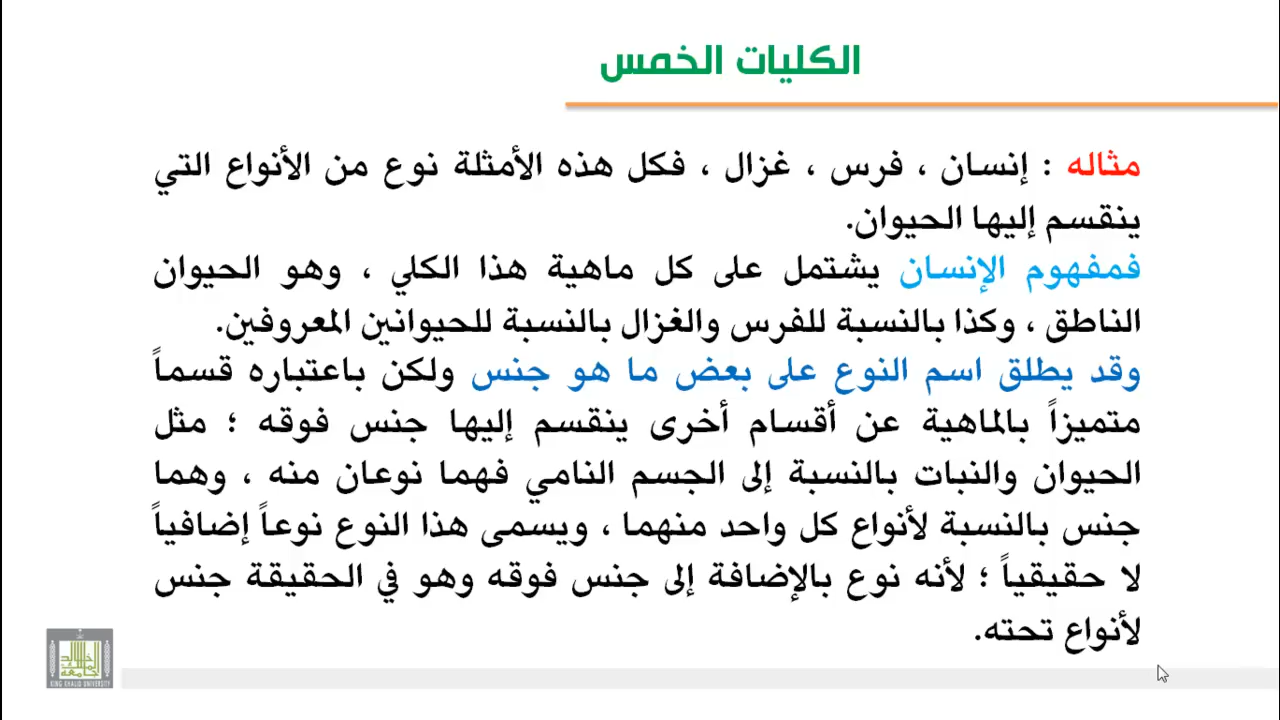 الكليات الخمس
مثاله : إنسان ، فرس ، غزال ، فكل هذه الأمثلة نوع من الأنواع التي
ينقسم إليها الحيوان.
فمفهوم الإنسان يشتمل على كل ماهية هذا الكلي ، وهو الحيوان
الناطق ، وكذا بالنسبة للفرس والغزال بالنسبة للحيوانين المعروفين.
وقد يطلق اسم النوع على بعض ما هو جنس ولكن باعتباره قسماً
متميزاً بالماهية عن أقسام أخرى ينقسم إليها جنس فوقه ؛ مثل
الحيوان والنبات بالنسبة إلى الجسم النامي فهما نوعان منه ، وهما
جنس بالنسبة لأنواع كل واحد منهما ، ويسمى هذا النوع نوعاً إضافياً
لا حقيقياً ؛ لأنه نوع بالإضافة إلى جنس فوقه وهو في الحقيقة جنس
لأنواع تحته.
KING KHALID UNIVERSITY